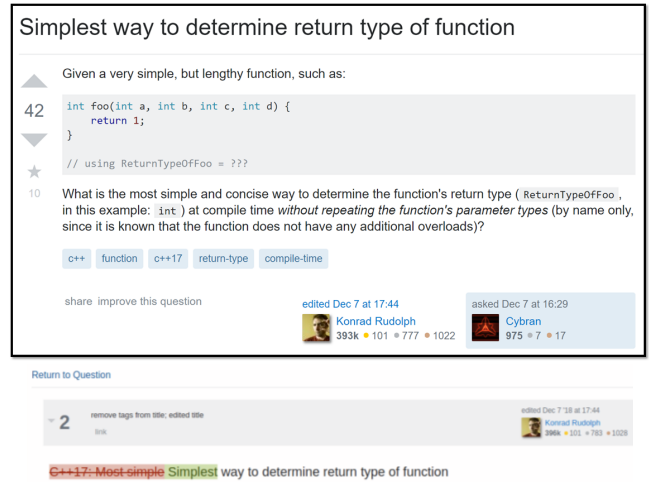 Simplest way to determine return type of function
Given a very simple, but lengthy function, such as:
42
int foo(int a, int b, int c, int d) {
return 1;
}
// using ReturnTypeOfFoo = ???
10
What is the most simple and concise way to determine the function's return type ( ReturnTypeOfFoo ,
in this example: int ) at compile time without repeating the function's parameter types (by name only,
since it is known that the function does not have any additional overloads)?
c++ function c++17 return-type compile-time
share improve this question
edited Dec 7 at 17:44
Konrad Rudolph
393k 101 777 1022
asked Dec 7 at 16:29
Cybran
975 7 17
Return to Question
2
remove tags from title; edited title
link
edited Dec 7 '18 at 17:44
Konrad Rudolph
396k 101 783 1028
C++17: Most simple Simplest way to determine return type of function